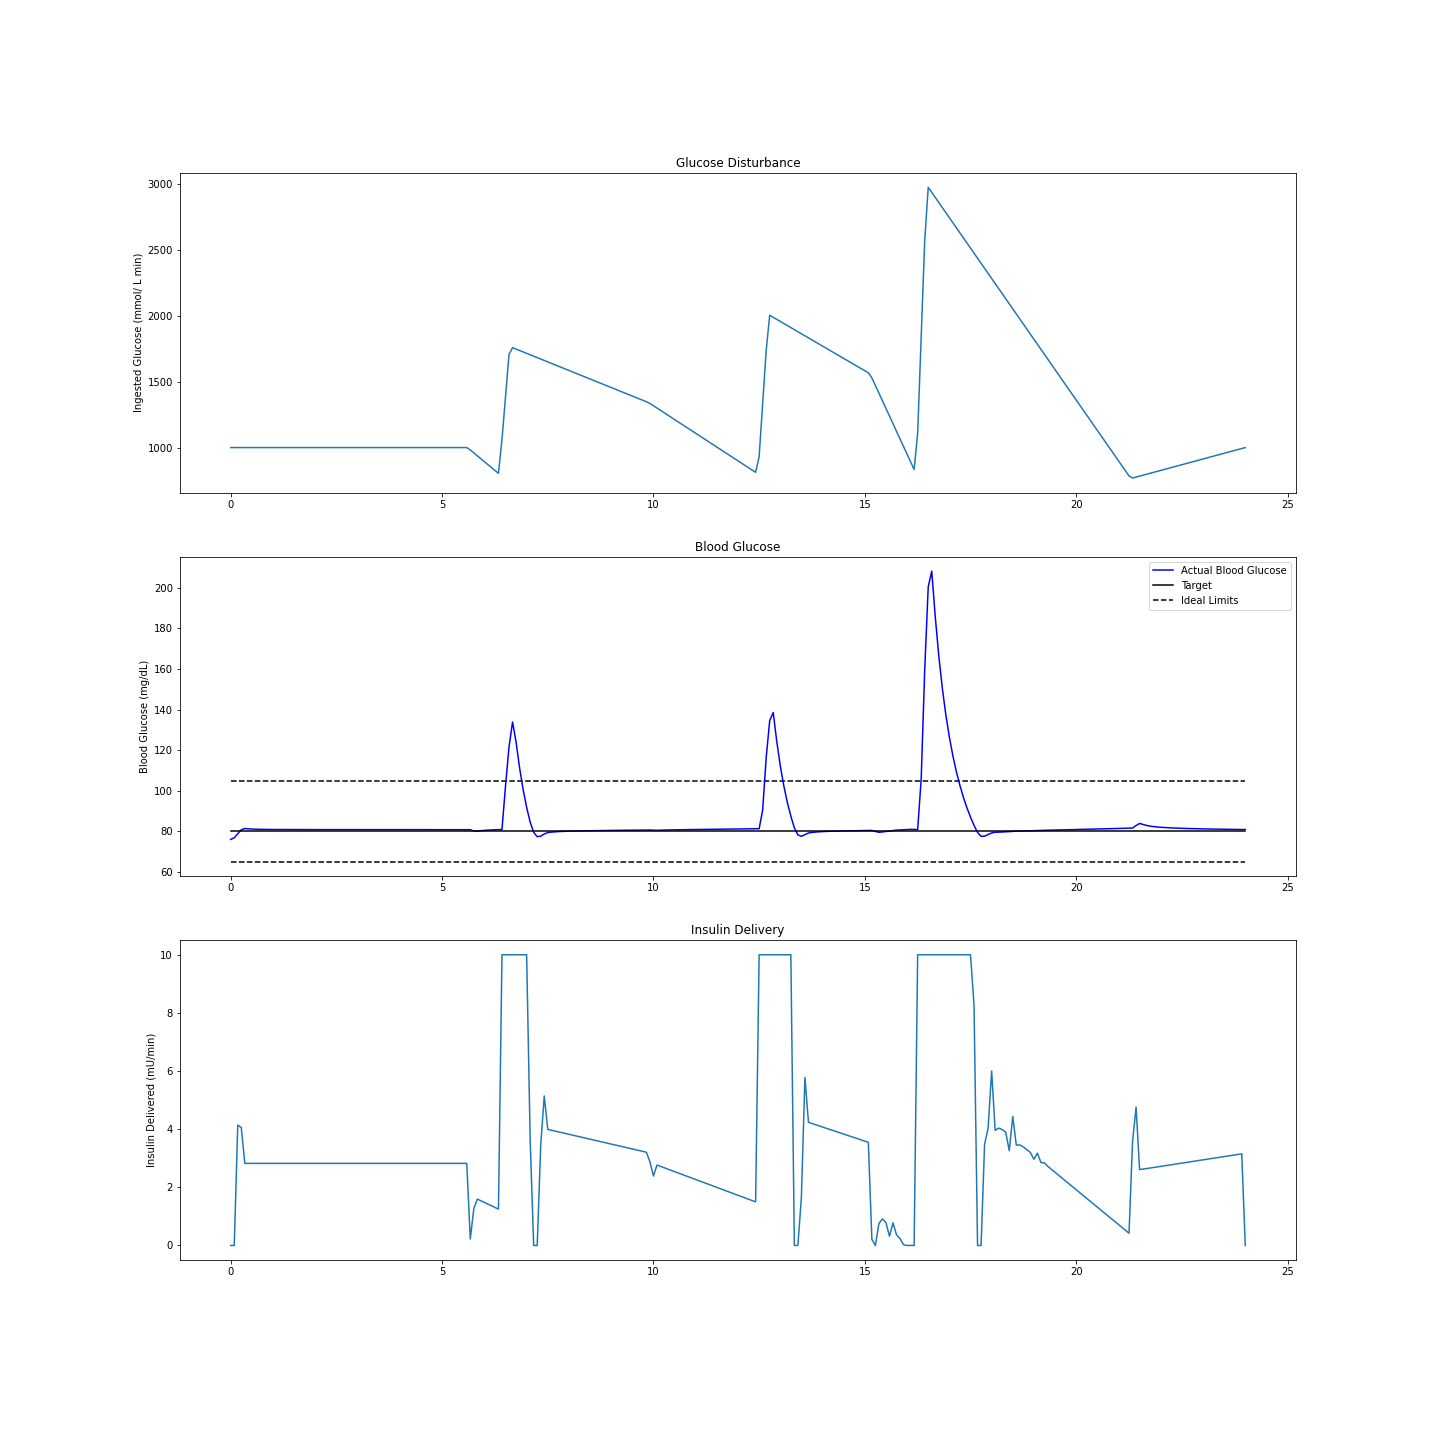 Glucose Disturbance
Ingested Glucose (mmol/ L min)
3000
2500
2000
1500
1000
0 5 10 15 20 25
Blood Glucose
Blood Glucose (mg/dL)
200
180
160
140
120
100
80
60
Actual Blood Glucose
Target
Ideal Limits
0 5 10 15 20 25
Insulin Delivery
Insulin Delivered (mU/min)
10
8
6
4
2
0
0 5 10 15 20 25